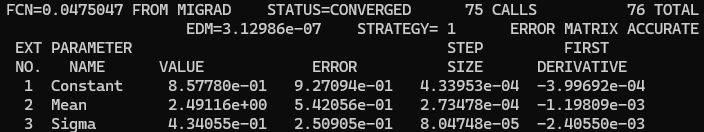 FCN=0.0475047 FROM MIGRAD    STATUS=CONVERGED      75 CALLS          76 TOTAL
                     EDM=3.12986e-07    STRATEGY= 1      ERROR MATRIX ACCURATE
 EXT PARAMETER                                   STEP         FIRST
 NO.   NAME      VALUE            ERROR          SIZE      DERIVATIVE
  1  Constant     8.57780e-01   9.27094e-01   4.33953e-04  -3.99692e-04
  2  Mean         2.49116e+00   5.42056e-01   2.73478e-04  -1.19809e-03
  3  Sigma        4.34055e-01   2.50905e-01   8.04748e-05  -2.40550e-03